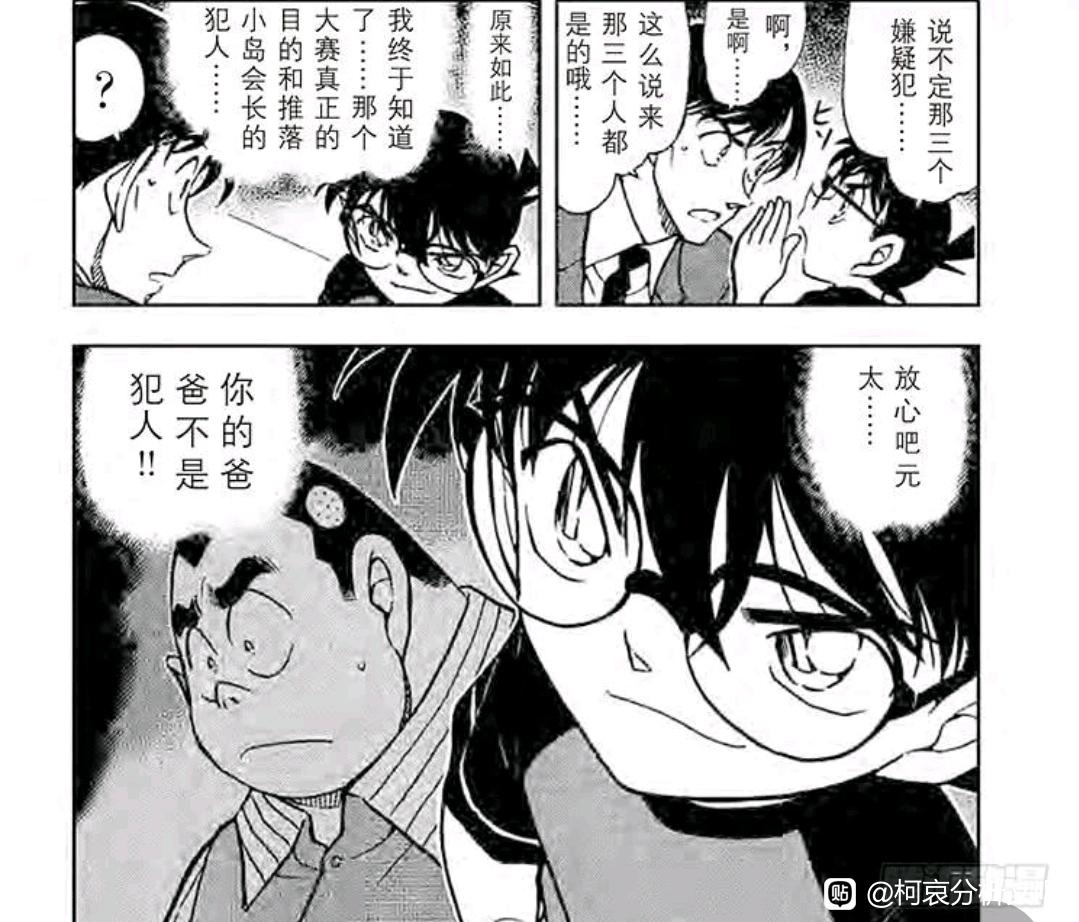 说不定那三个
嫌疑犯……
啊，
是啊……
这么说来
那三个人都
是的哦……
原来如此……
我终于知道
了……那个
大赛真正的
目的和推落
小岛会长的
犯人……
？
放心吧元
太……
你的爸
爸不是
犯人!!
贴 @柯哀分析